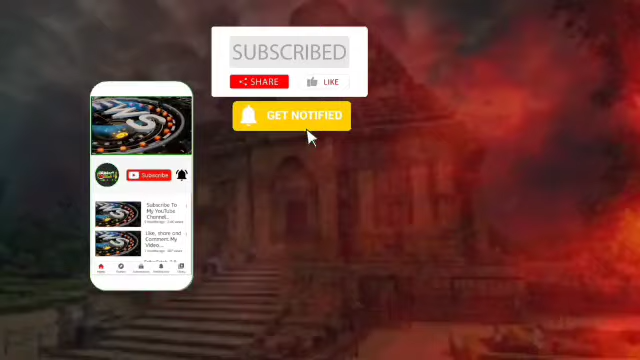 SUBSCRIBED
SHARE
LIKE
GET NOTIFIED
Subscribe
Subscribe To
My YouTube
Channel...
Like, share and
Comment My
Video....